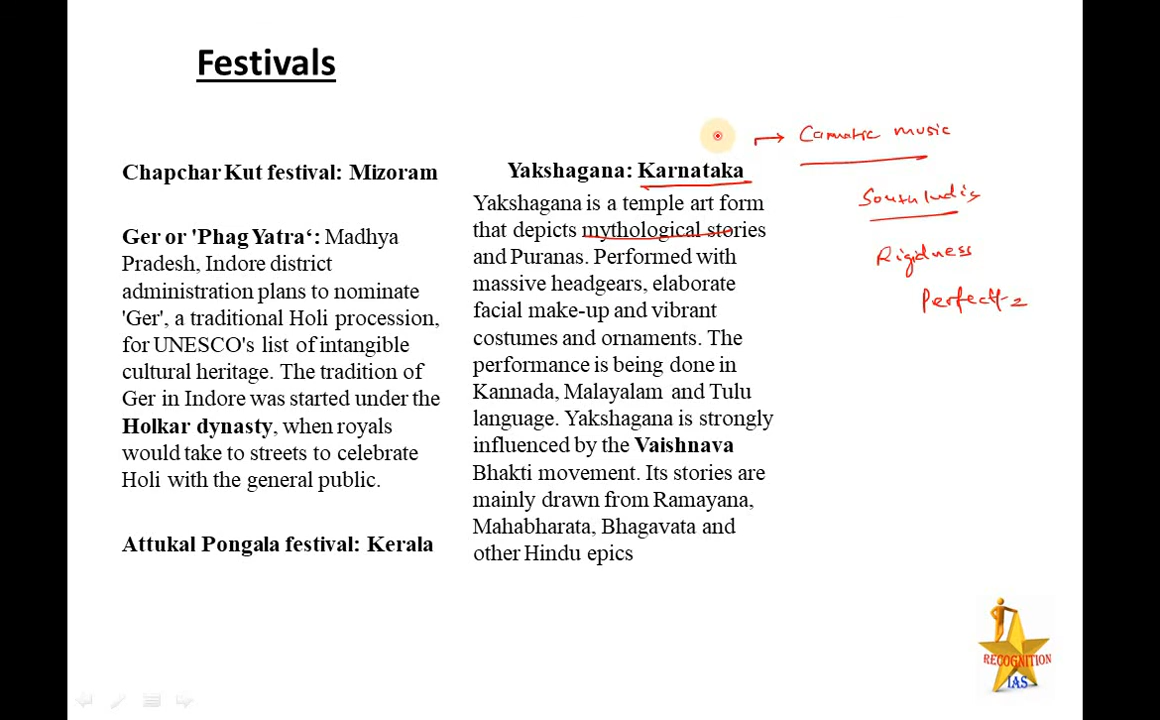 Festivals
Chapchar Kut festival: Mizoram
Ger or 'Phag Yatra‘: Madhya
Pradesh, Indore district
administration plans to nominate
'Ger', a traditional Holi procession,
for UNESCO's list of intangible
cultural heritage. The tradition of
Ger in Indore was started under the
Holkar dynasty, when royals
would take to streets to celebrate
Holi with the general public.
Attukal Pongala festival: Kerala
Yakshagana: Karnataka
Yakshagana is a temple art form
that depicts mythological stories
and Puranas. Performed with
massive headgears, elaborate
facial make-up and vibrant
costumes and ornaments. The
performance is being done in
Kannada, Malayalam and Tulu
language. Yakshagana is strongly
influenced by the Vaishnava
Bhakti movement. Its stories are
mainly drawn from Ramayana,
Mahabharata, Bhagavata and
other Hindu epics
Carnatic music
South India
Rigidness
RECOGNITION
IAS